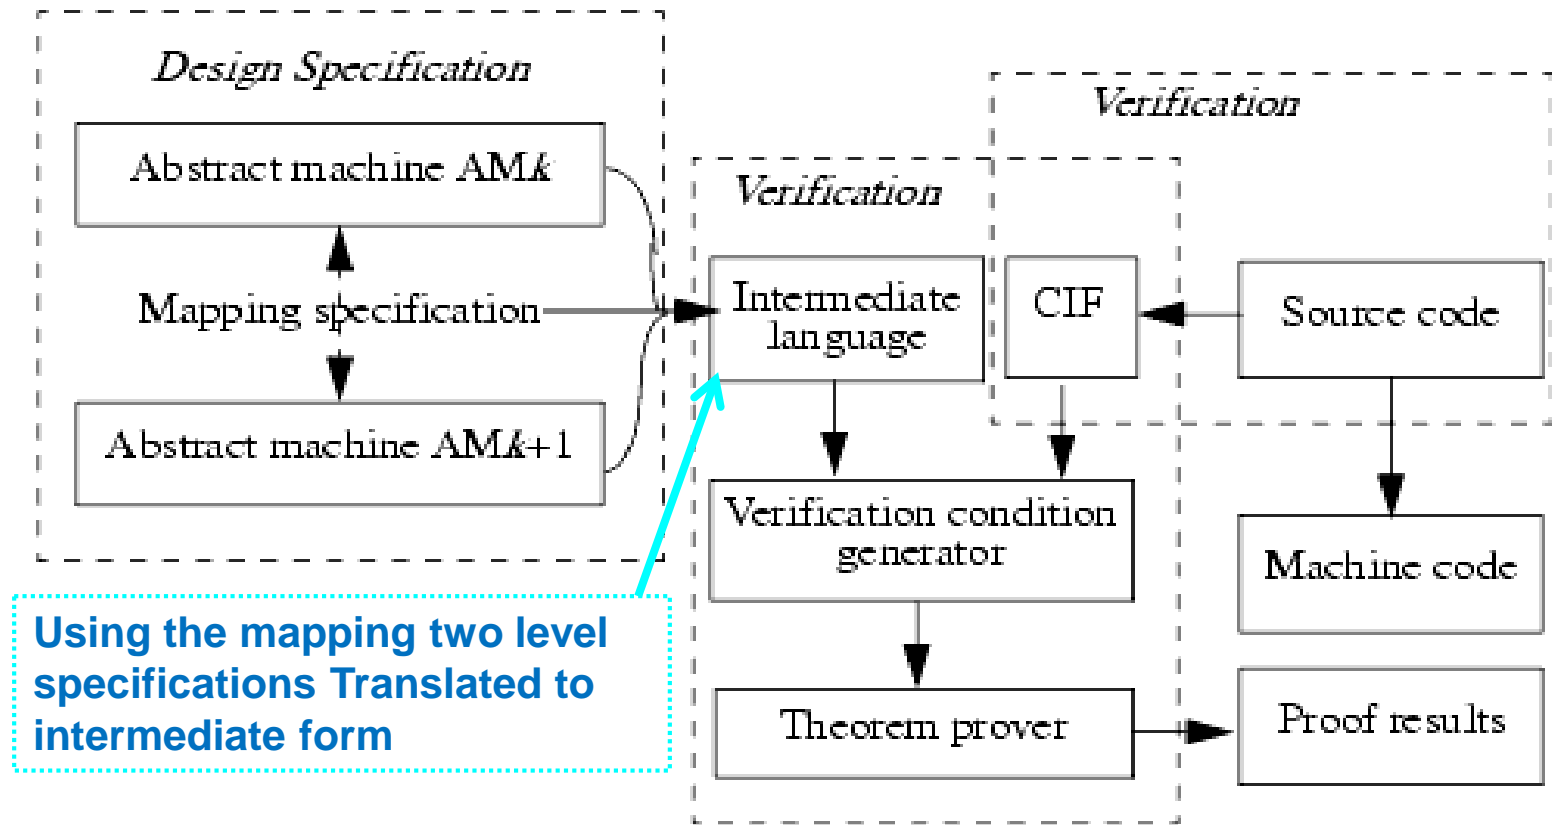 Design Specification
Abstract machine AMk
Mapping specification
Abstract machine AMk+1
Using the mapping two level
specifications Translated to
intermediate form
Verification
Intermediate
language
Verification
CIF
Source code
Verification condition
generator
Machine code
Theorem prover
Proof results